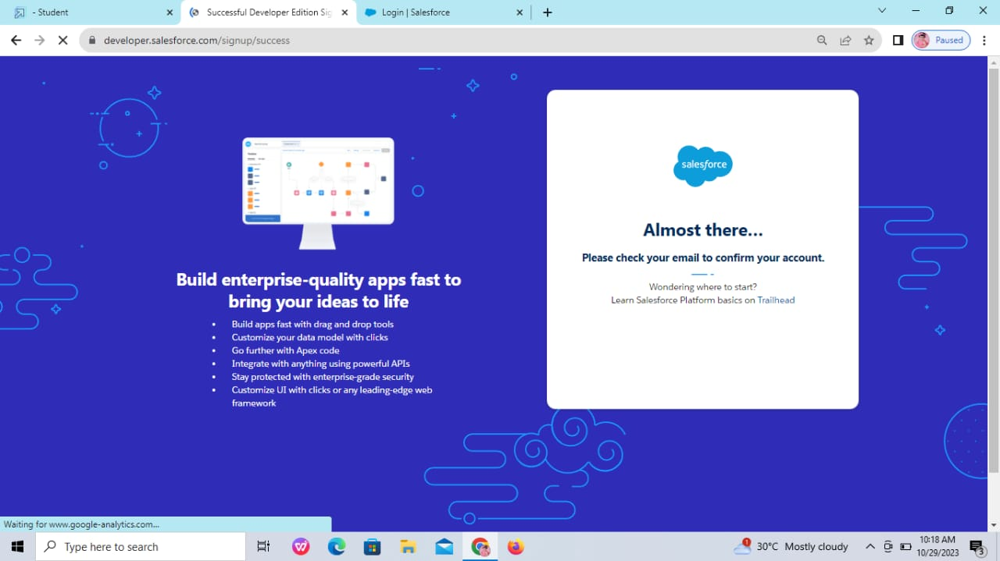 - Student
Successful Developer Edition Sig
Login | Salesforce
developer.salesforce.com/signup/success
Paused
salesforce
Almost there...
Please check your email to confirm your account.
Wondering where to start?
Learn Salesforce Platform basics on Trailhead
Build enterprise-quality apps fast to
bring your ideas to life
• Build apps fast with drag and drop tools
• Customize your data model with clicks
• Go further with Apex code
• Integrate with anything using powerful APIs
• Stay protected with enterprise-grade security
• Customize UI with clicks or any leading-edge web
framework
Waiting for www.google-analytics.com...
Type here to search
1
30°C Mostly cloudy
10:18 AM
10/29/2023
3